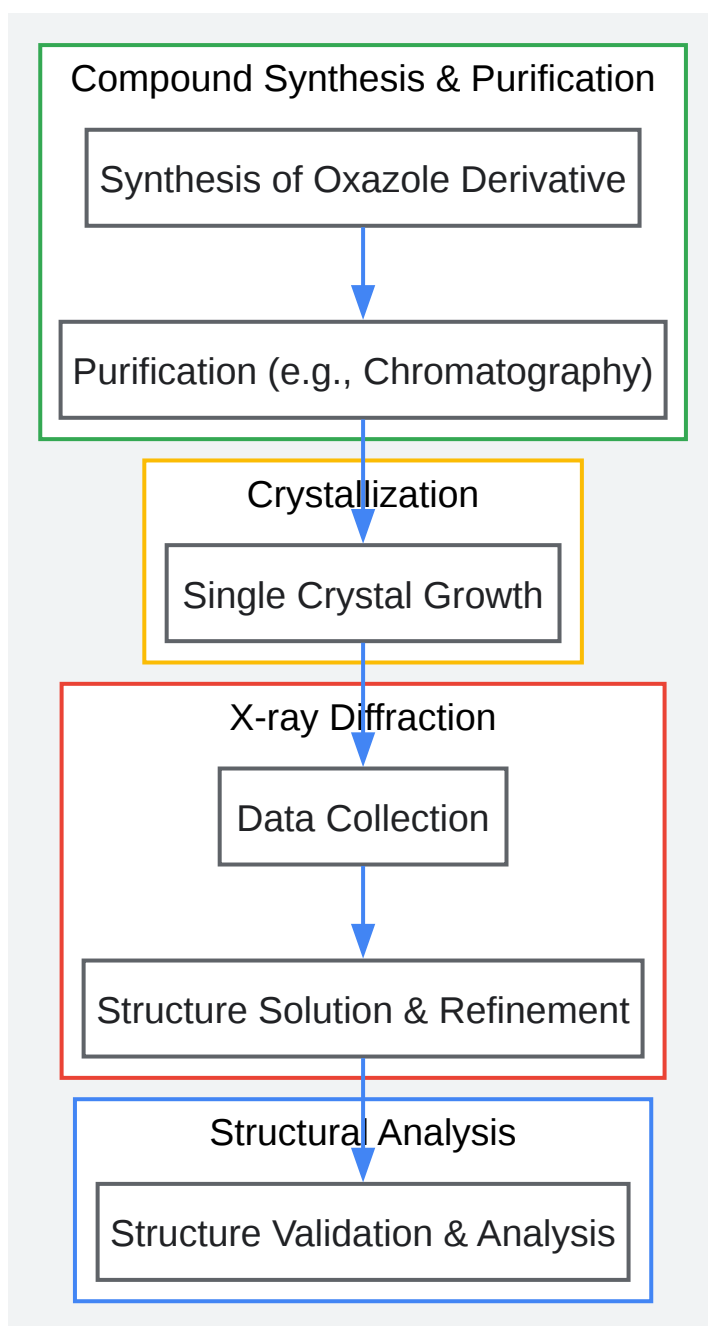 Compound Synthesis & Purification
Synthesis of Oxazole Derivative
Purification (e.g., Chromatography)
Crystallization
Single Crystal Growth
X-ray Diffraction
Data Collection
Structure Solution & Refinement
Structural Analysis
Structure Validation & Analysis